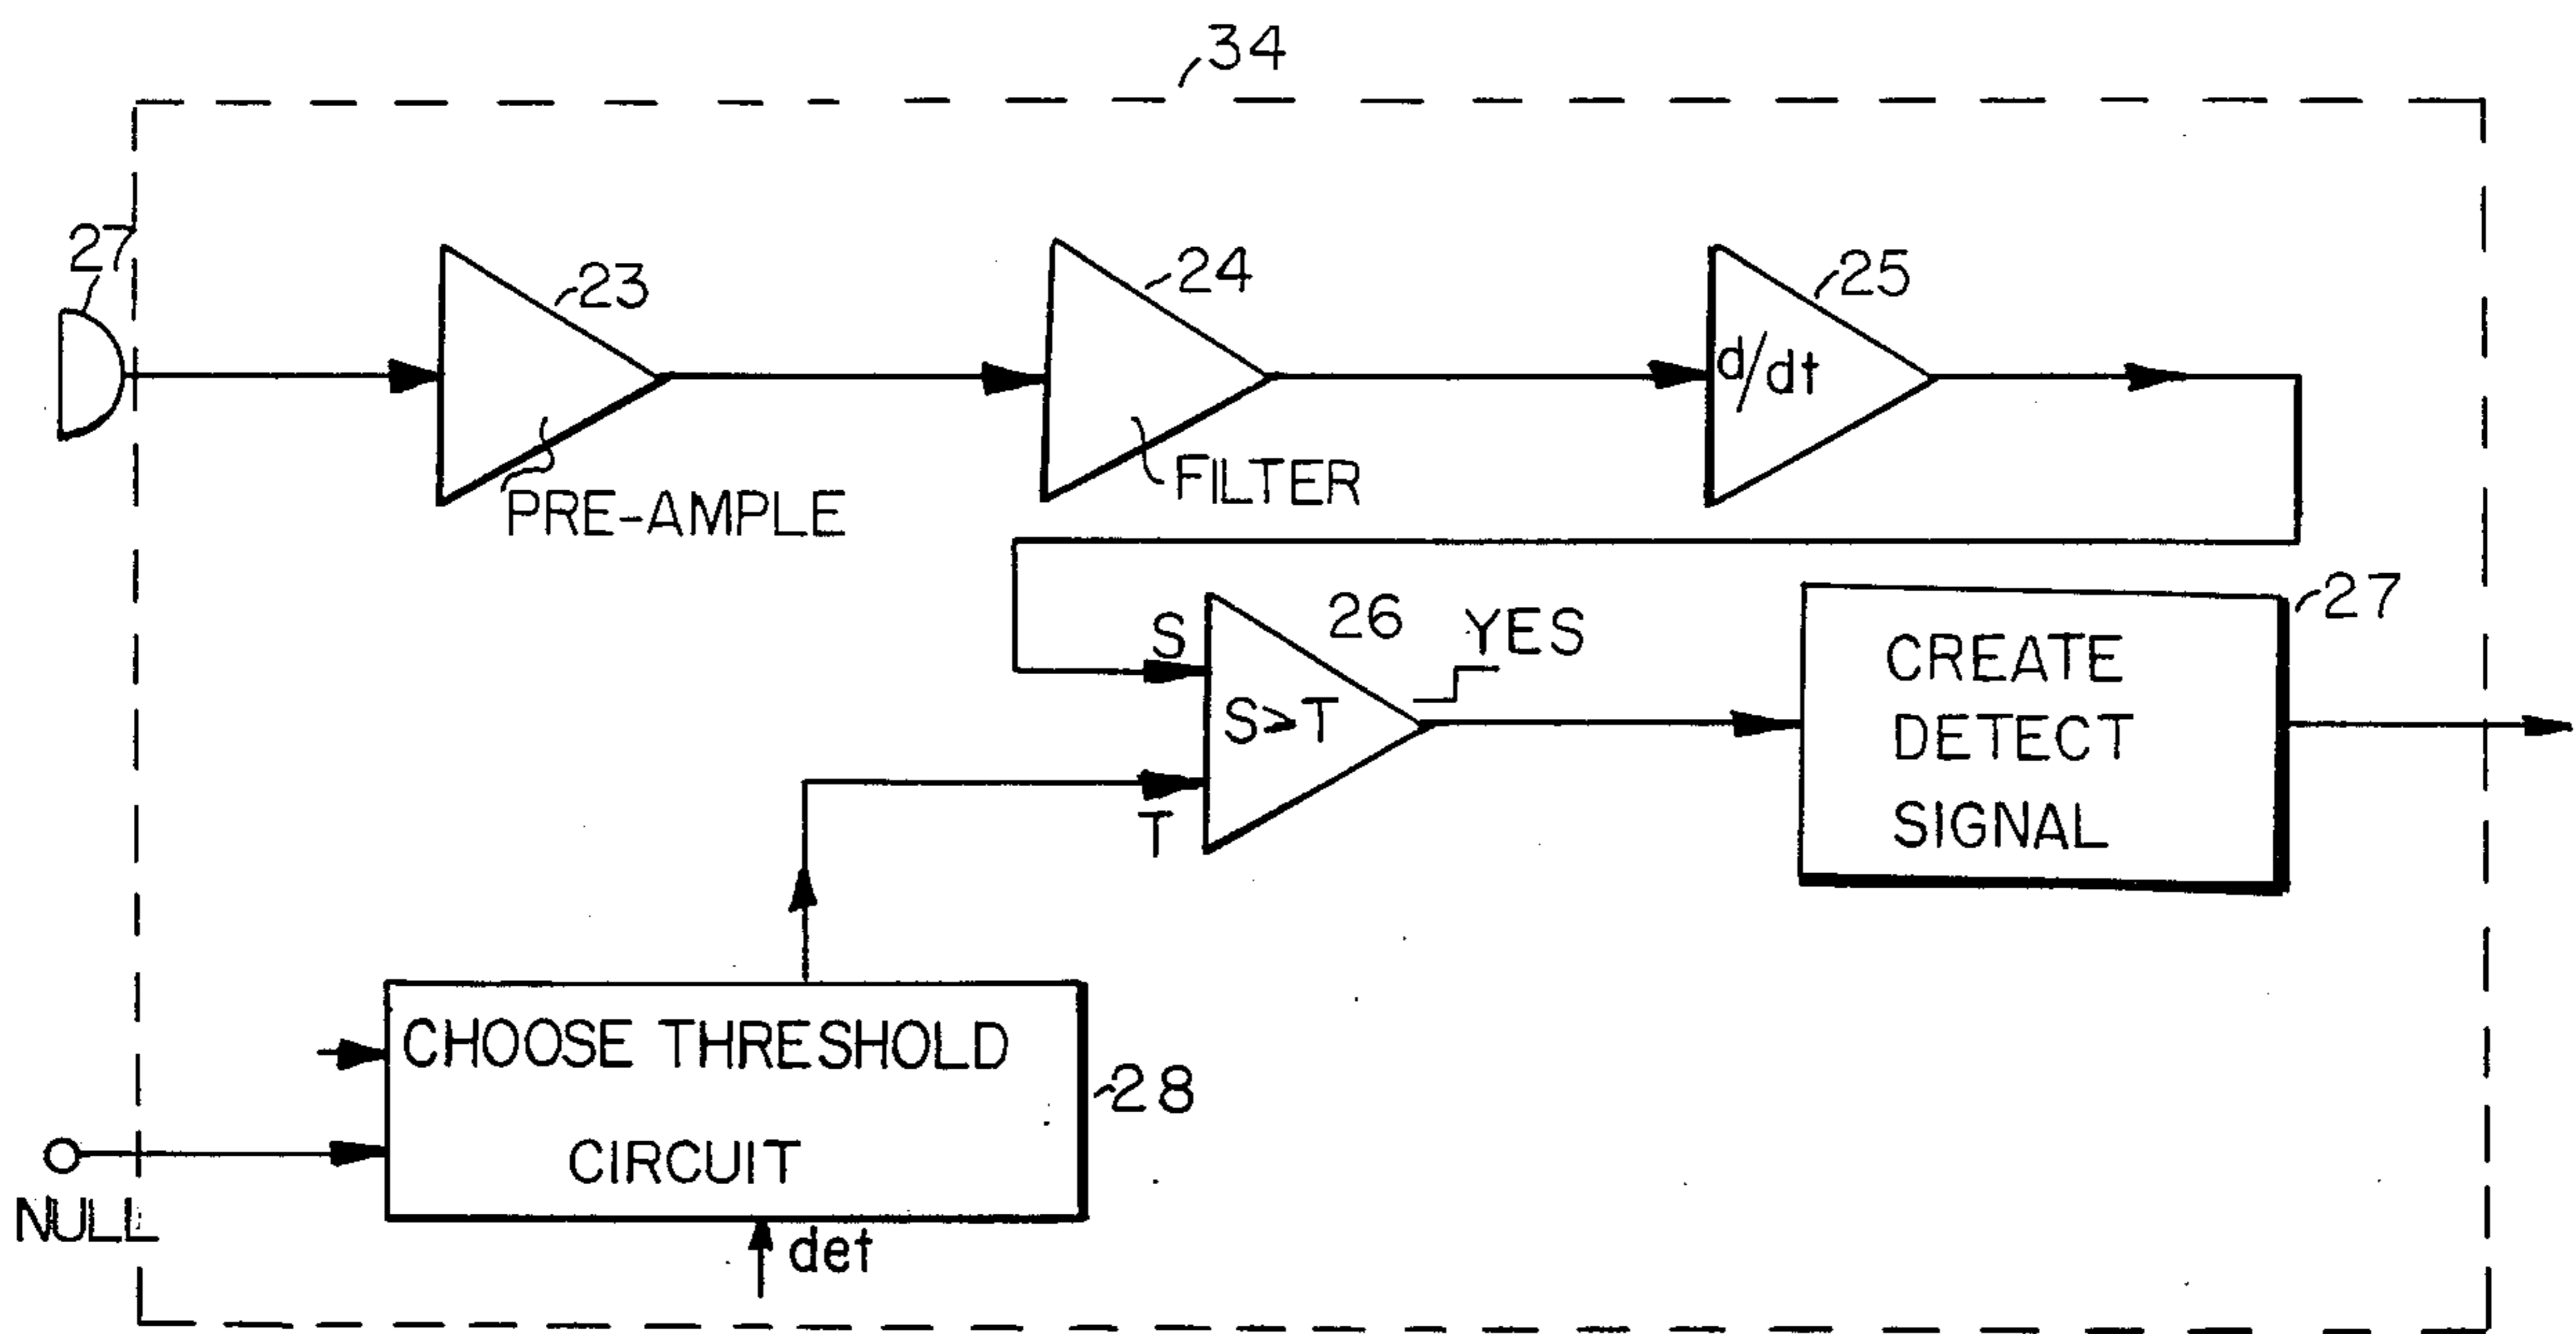 34
27
23
24
25
d/dt
PRE-AMPLE
FILTER
26
YES
27
S
S≥T
T
CREATE
DETECT
SIGNAL
CHOOSE THRESHOLD
CIRCUIT
28
NULL
det